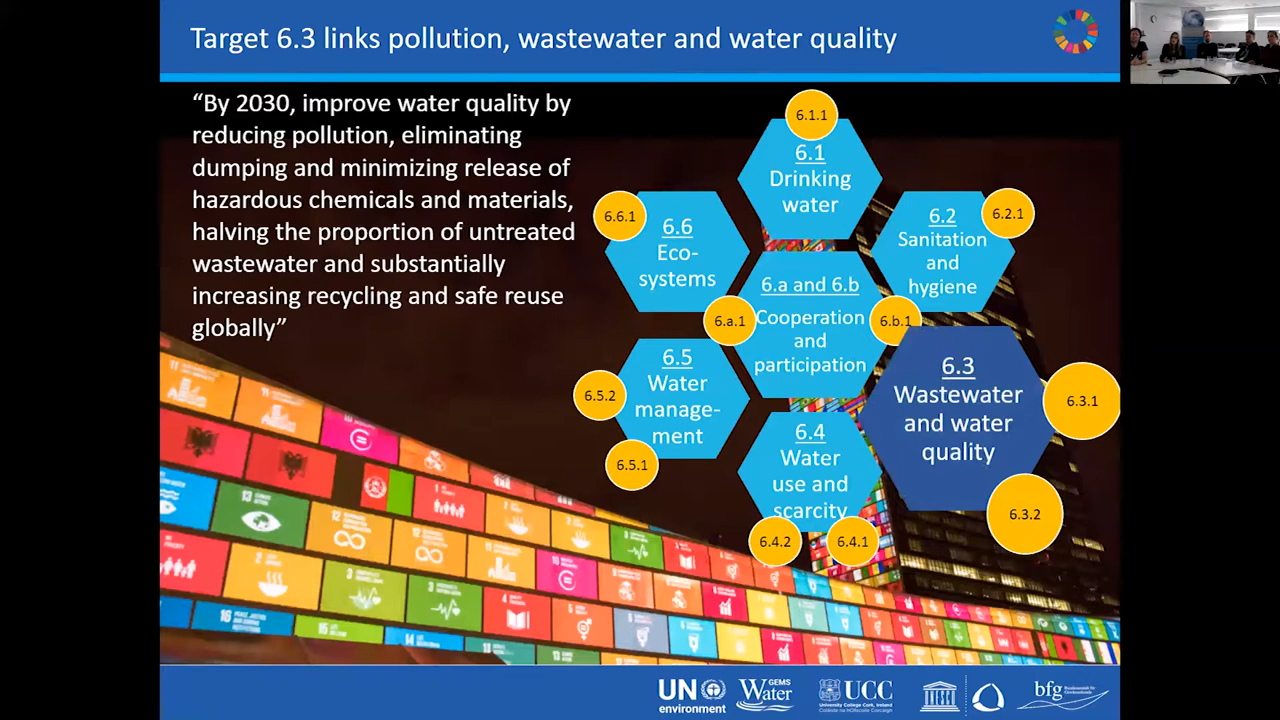 Target 6.3 links pollution, wastewater and water quality
“By 2030, improve water quality by
reducing pollution, eliminating
dumping and minimizing release of
hazardous chemicals and materials,
halving the proportion of untreated
wastewater and substantially
increasing recycling and safe reuse
globally”
6.1.1
6.1
Drinking
water
6.6.1
6.6
Eco-
systems
6.2.1
6.2
Sanitation
and
hygiene
6.a and 6.b
Cooperation
and
participation
6.a.1
6.b.1
6.5
Water
manage-
ment
6.5.2
6.5.1
6.3
Wastewater
and water
quality
6.3.1
6.3.2
6.4
Water
use and
scarcity
6.4.2
6.4.1
UN
environment
GEMS
Water
UCC
University College Cork, Ireland
UNESCO
bfg